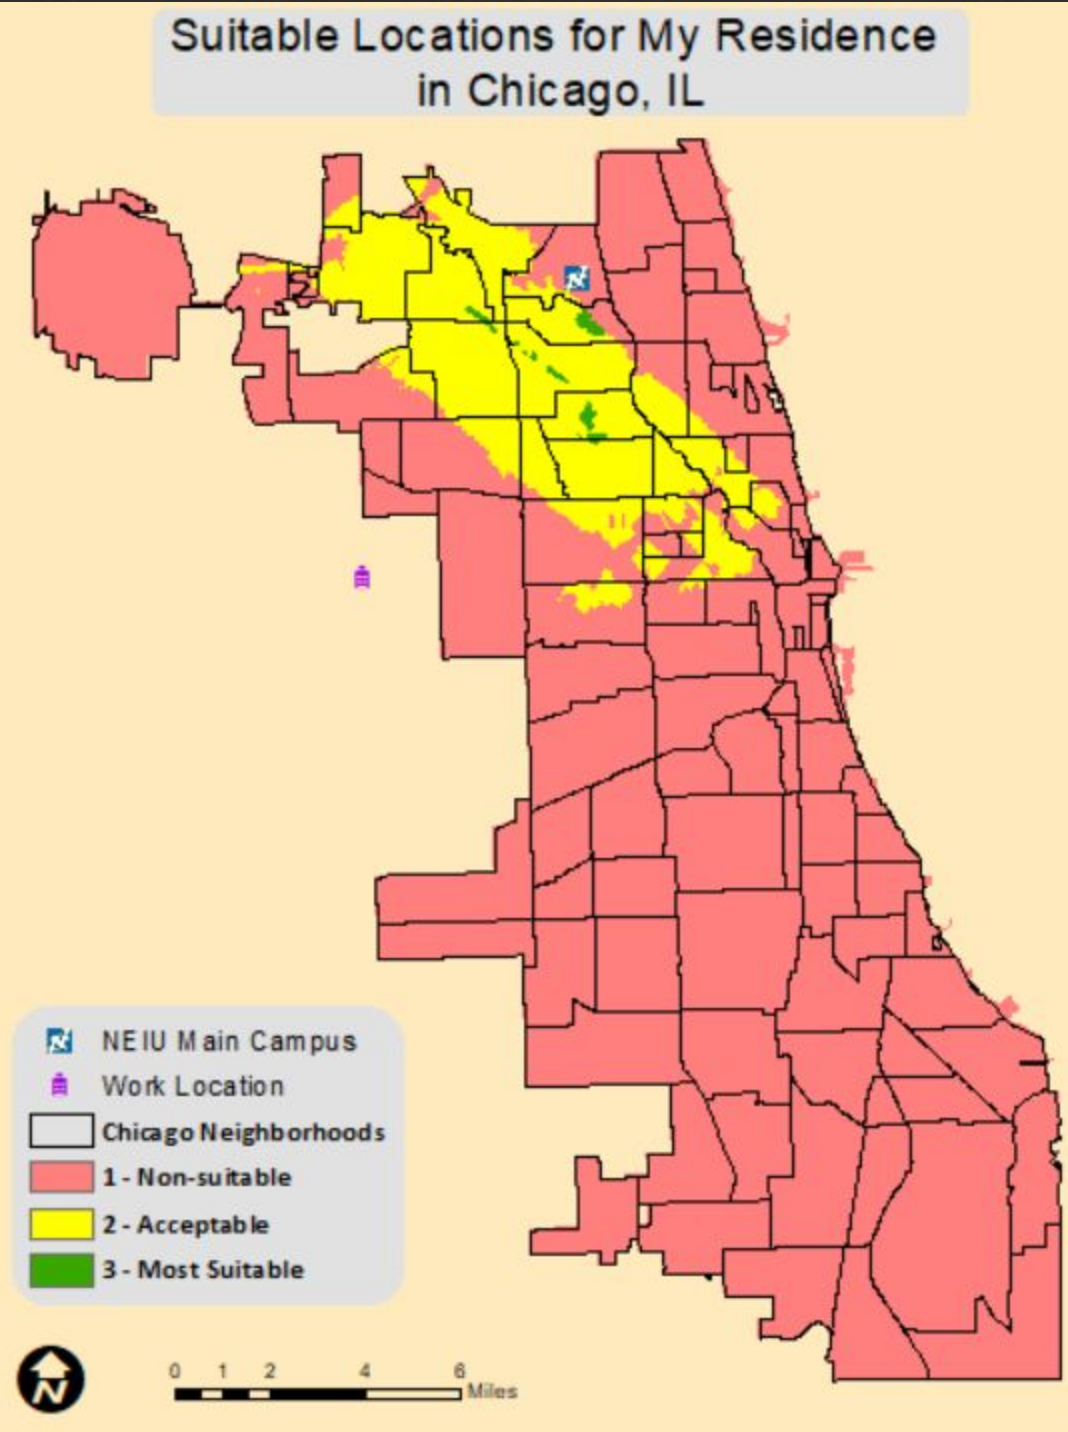 Suitable Locations for My Residence
in Chicago, IL
NEIU Main Campus
Work Location
Chicago Neighborhoods
1 - Non-suitable
2 - Acceptable
3 - Most Suitable
N
0 1 2 4 6
Miles